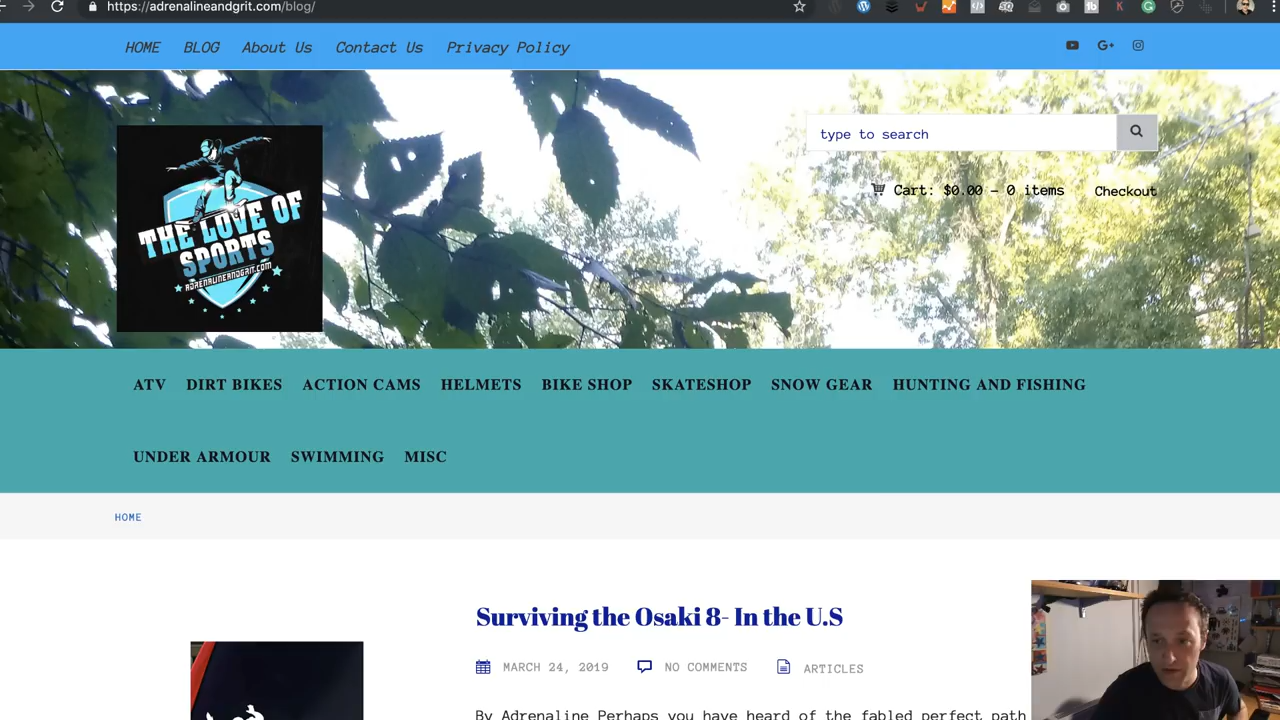 https://adrenalineandgrit.com/blog/
HOME BLOG About Us Contact Us Privacy Policy
type to search
Cart: $0.00 - 0 items Checkout
THE LOVE OF
SPORTS
ADRENALINEANDGRIT.COM
ATV DIRT BIKES ACTION CAMS HELMETS BIKE SHOP SKATESHOP SNOW GEAR HUNTING AND FISHING
UNDER ARMOUR SWIMMING MISC
HOME
Surviving the Osaki 8- In the U.S
MARCH 24, 2019 NO COMMENTS ARTICLES
By Adrenaline Perhaps you have heard of the fabled perfect path